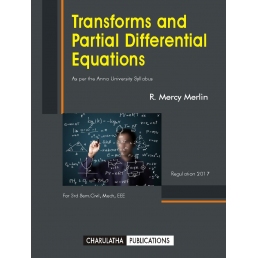 Transforms and
Partial Differential
Equations
As per the Anna University Syllabus
R. Mercy Merlin
Regulation 2017
For 3rd Sem Civil, Mech, EEE
CHARULATHA PUBLICATIONS